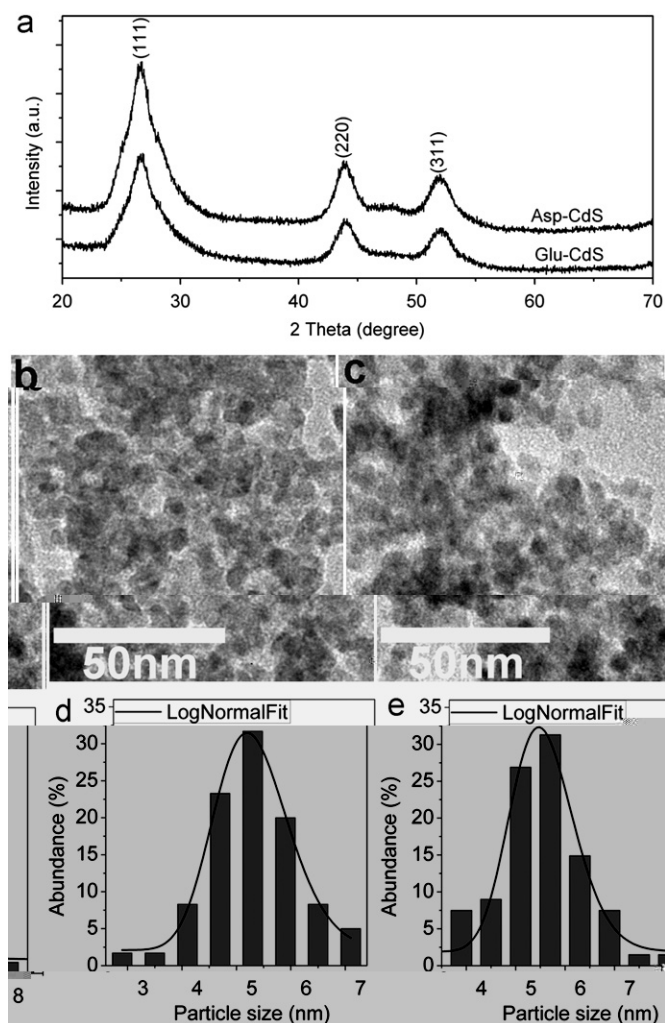 a
(111)
(220)
(311)
Intensity (a.u.)
Asp-CdS
Glu-CdS
20 30 40 50 60 70
2 Theta (degree)
b c
50nm 50nm
d
LogNormalFit
Abundance (%)
35
30
25
20
15
10
5
0
3 4 5 6 7
Particle size (nm)
e
LogNormalFit
Abundance (%)
35
30
25
20
15
10
5
0
4 5 6 7
Particle size (nm)
8